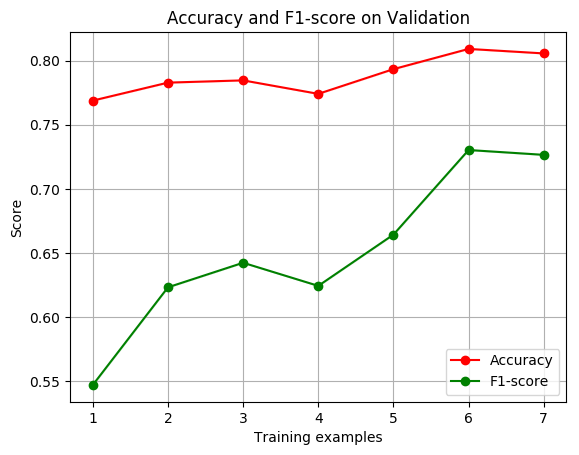 Accuracy and F1-score on Validation
0.80
0.75
0.70
0.65
0.60
0.55
Score
1 2 3 4 5 6 7
Training examples
Accuracy
F1-score